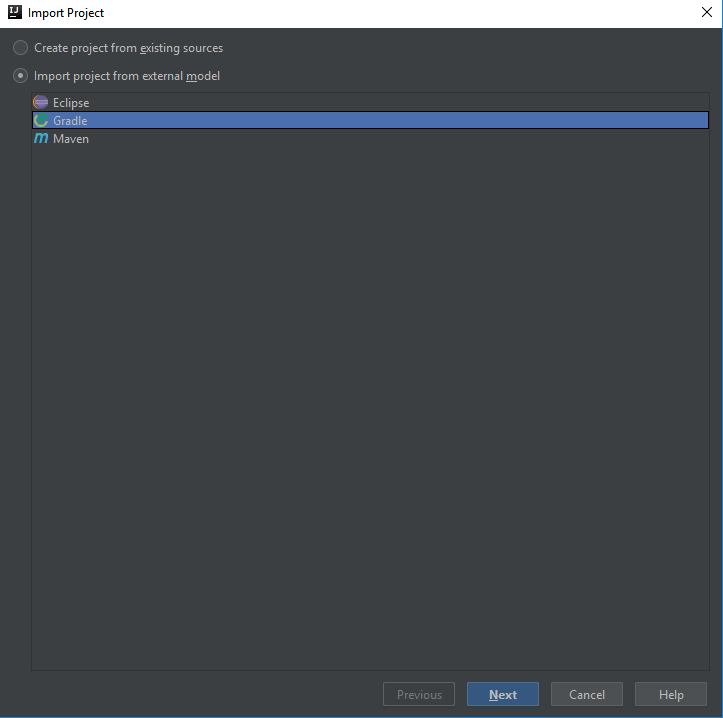 IJ Import Project
Create project from existing sources
Import project from external model
Eclipse
Gradle
m Maven
Previous Next Cancel Help